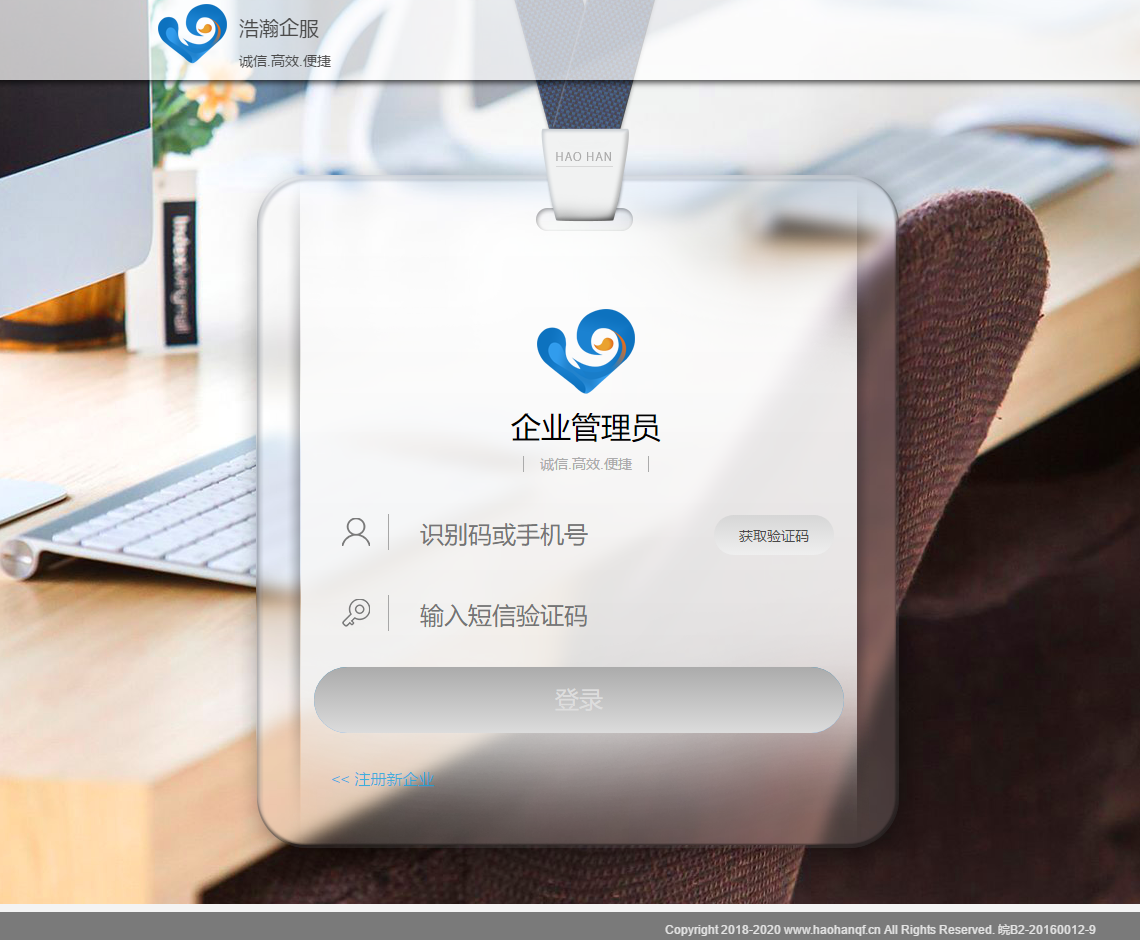 浩瀚企服
诚信.高效.便捷
HAO HAN
企业管理员
诚信.高效.便捷
识别码或手机号
获取验证码
输入短信验证码
登录
<< 注册新企业
Copyright 2018-2020 www.haohanqf.cn All Rights Reserved. 皖B2-20160012-9